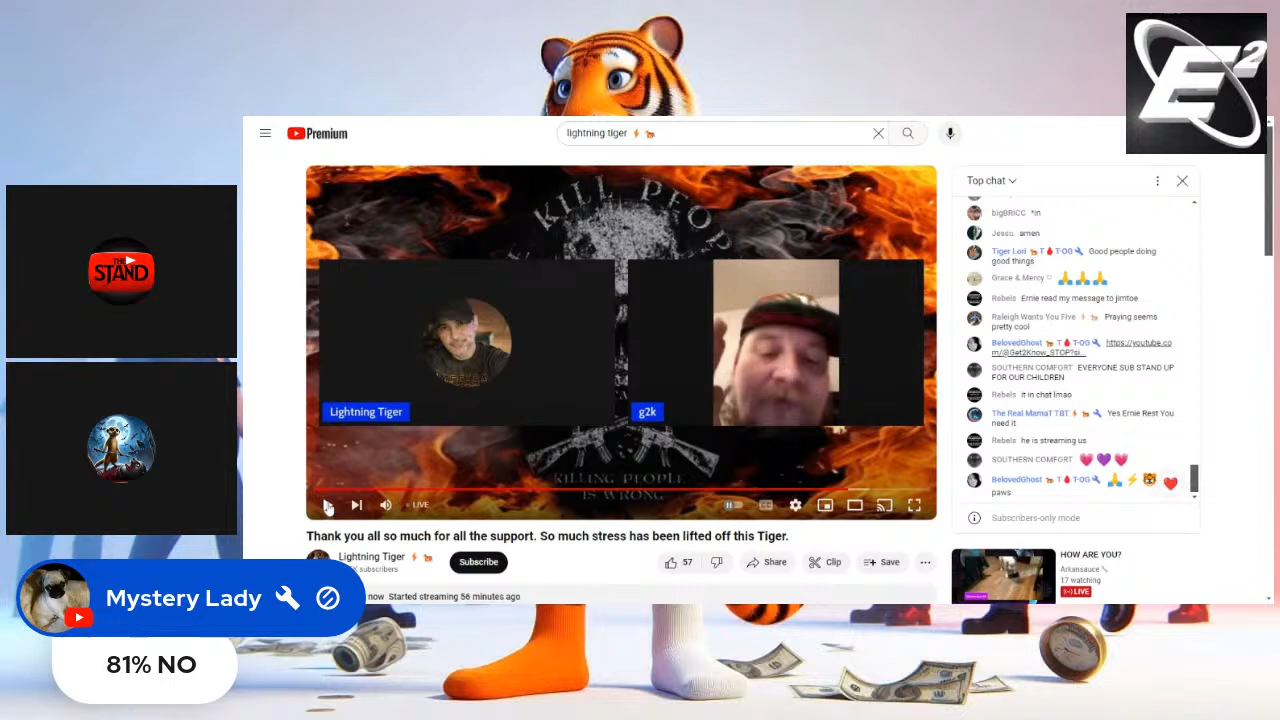 E²
Premium
lightning tiger
Top chat
bigBRICC *in
Jessu amen
Tiger Lori T T-OG Good people doing
good things
Grace & Mercy
Rebels Ernie read my message to jimtoe
Raleigh Wants You Five Praying seems
pretty cool
BelovedGhost T T-OG https://youtube.co
m/@Get2Know_STOP?si...
SOUTHERN COMFORT EVERYONE SUB STAND UP
FOR OUR CHILDREN
Rebels it in chat lmao
The Real MamaT TBT Yes Ernie Rest You
need it
Rebels he is streaming us
SOUTHERN COMFORT
BelovedGhost T T-OG
paws
Subscribers-only mode
THE
STAND
KILL PEOP
Lightning Tiger
g2k
KILLING PEOPLE
IS WRONG
LIVE
Thank you all so much for all the support. So much stress has been lifted off this Tiger.
Lightning Tiger
subscribers
Subscribe
57
Share
Clip
Save
now Started streaming 56 minutes ago
HOW ARE YOU?
Arkansauce
17 watching
LIVE
Mystery Lady
81% NO